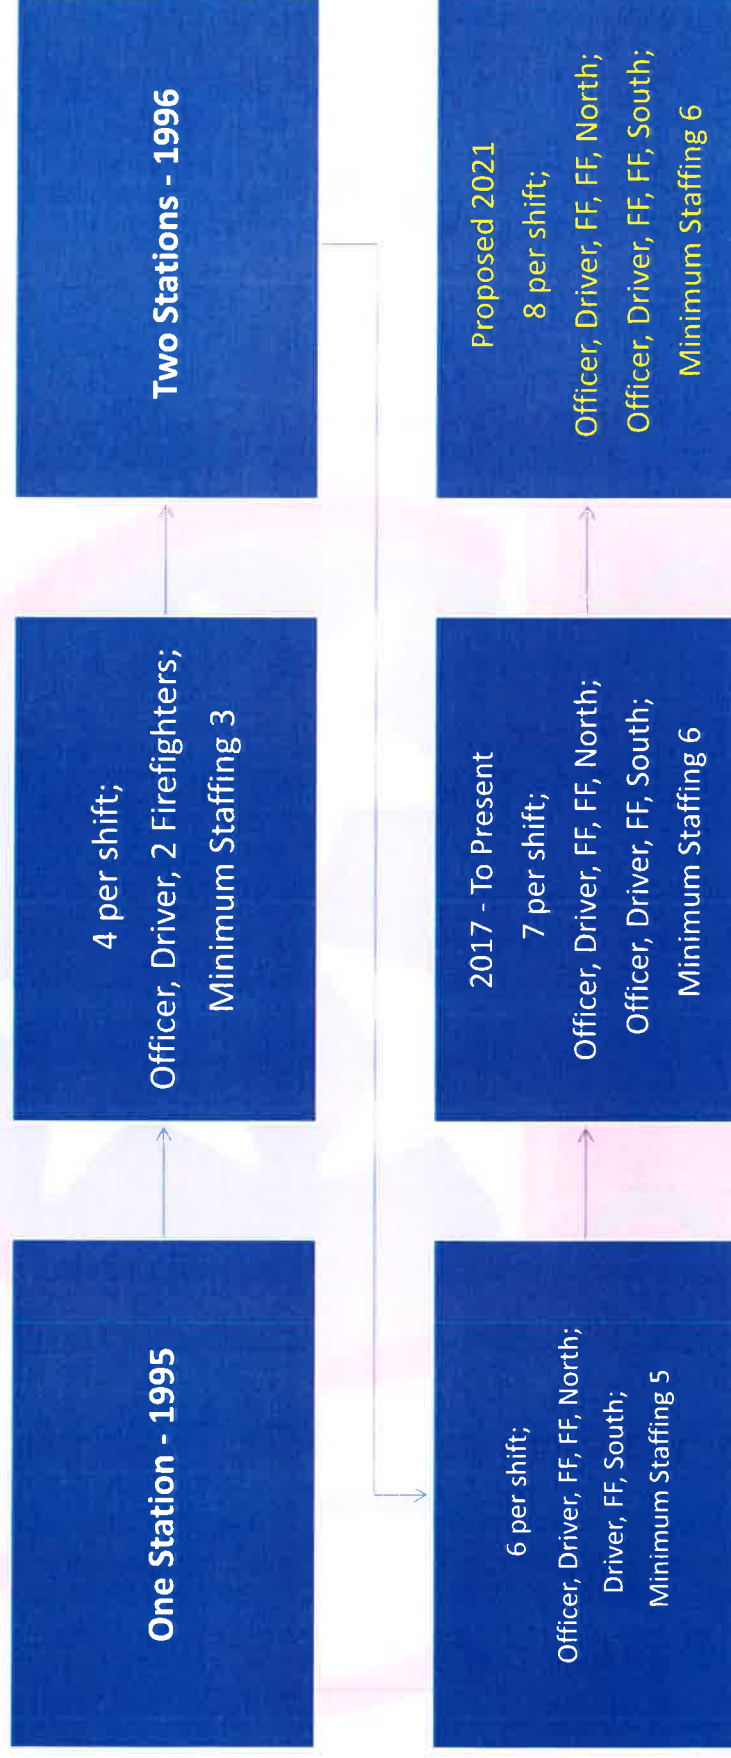 One Station - 1995
4 per shift;
Officer, Driver, 2 Firefighters;
Minimum Staffing 3
Two Stations - 1996
6 per shift;
Officer, Driver, FF, FF, North;
Driver, FF, South;
Minimum Staffing 5
2017 - To Present
7 per shift;
Officer, Driver, FF, FF, North;
Officer, Driver, FF, South;
Minimum Staffing 6
Proposed 2021
8 per shift;
Officer, Driver, FF, FF, North;
Officer, Driver, FF, FF, South;
Minimum Staffing 6